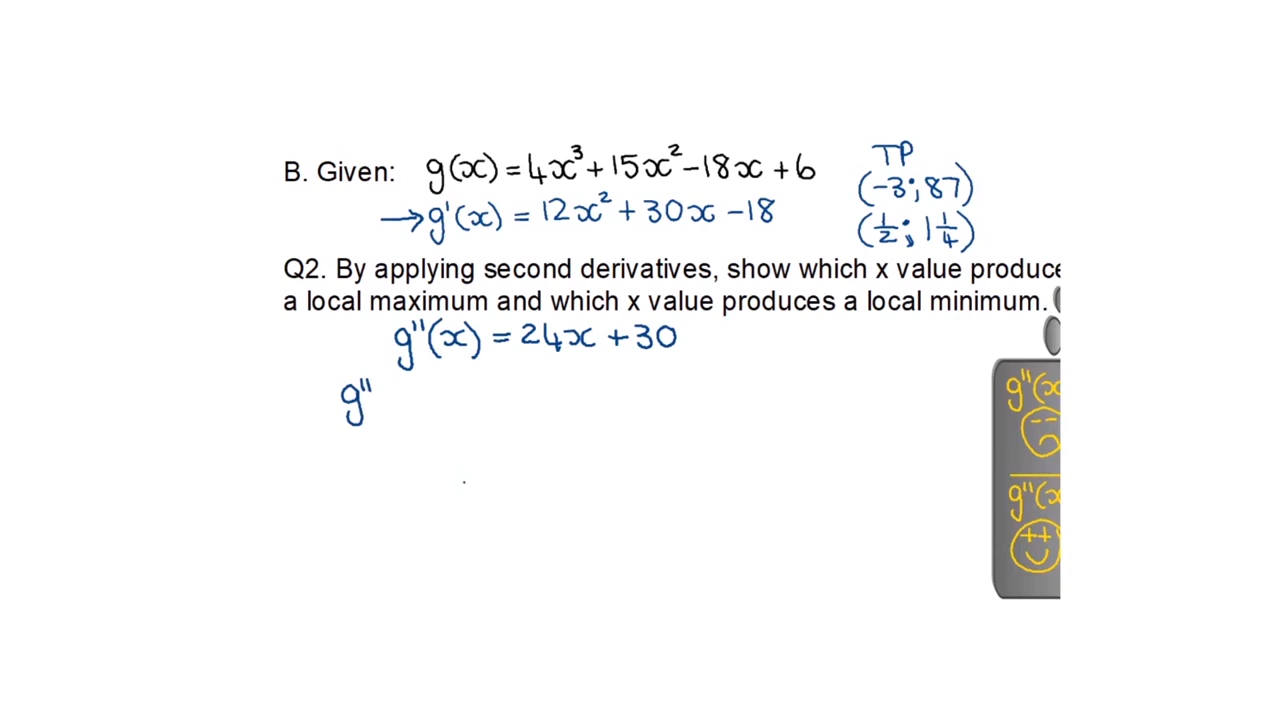 B. Given: g(x) = 4x³ + 15x² - 18x + 6
→ g'(x) = 12x² + 30x - 18
TP
(-3; 87)
(½; 1¼)
Q2. By applying second derivatives, show which x value produce
a local maximum and which x value produces a local minimum.
g''(x) = 24x + 30
g''
g''(x
g''(x